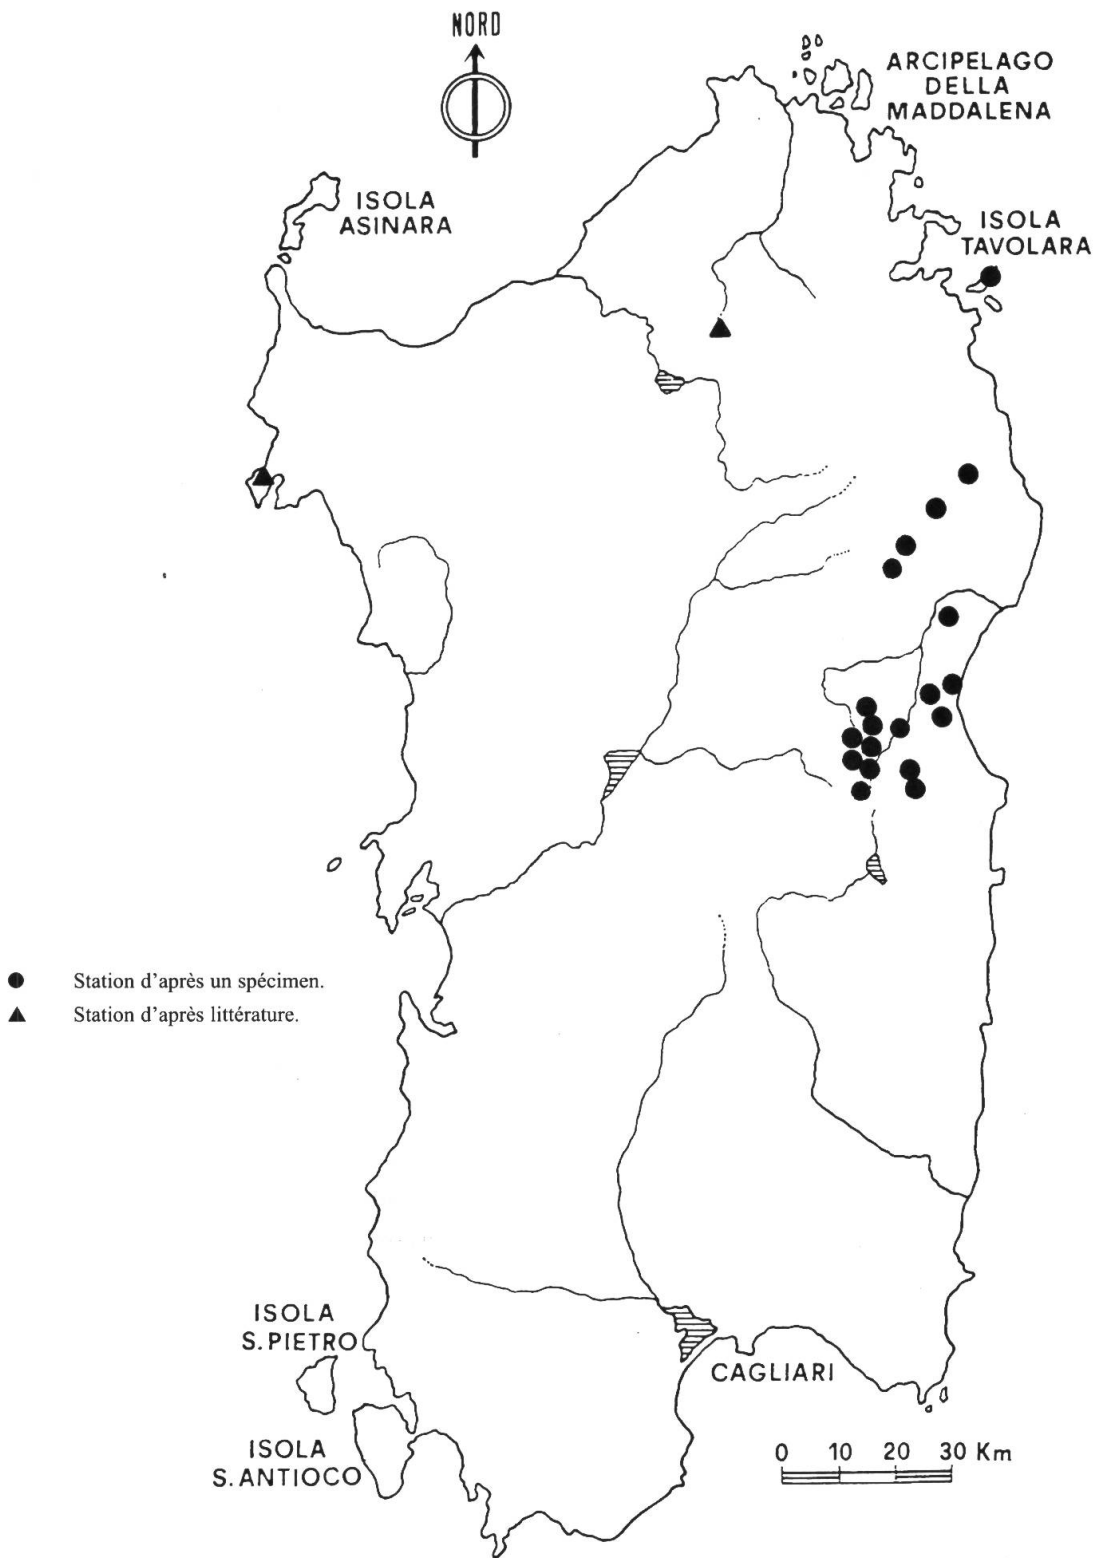 NORD
ARCIPELAGO
DELLA
MADDALENA
ISOLA
ASINARA
ISOLA
TAVOLARA
Station d'après un spécimen.
Station d'après littérature.
ISOLA
S.PIETRO
CAGLIARI
ISOLA
S.ANTIOCO
0 10 20 30 Km